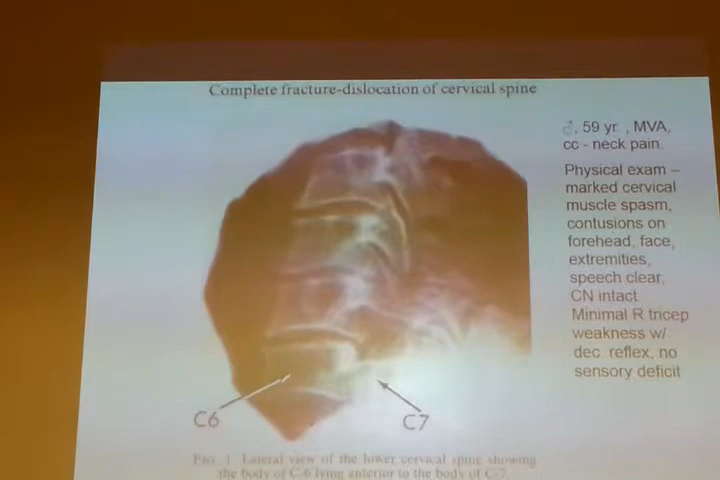 Complete fracture-dislocation of cervical spine
♂, 59 yr., MVA,
cc - neck pain.
Physical exam –
marked cervical
muscle spasm,
contusions on
forehead, face,
extremities,
speech clear,
CN intact
Minimal R tricep
weakness w/
dec. reflex, no
sensory deficit
C6
C7
FIG. 1 Lateral view of the lower cervical spine showing
the body of C-6 lying anterior to the body of C-7.